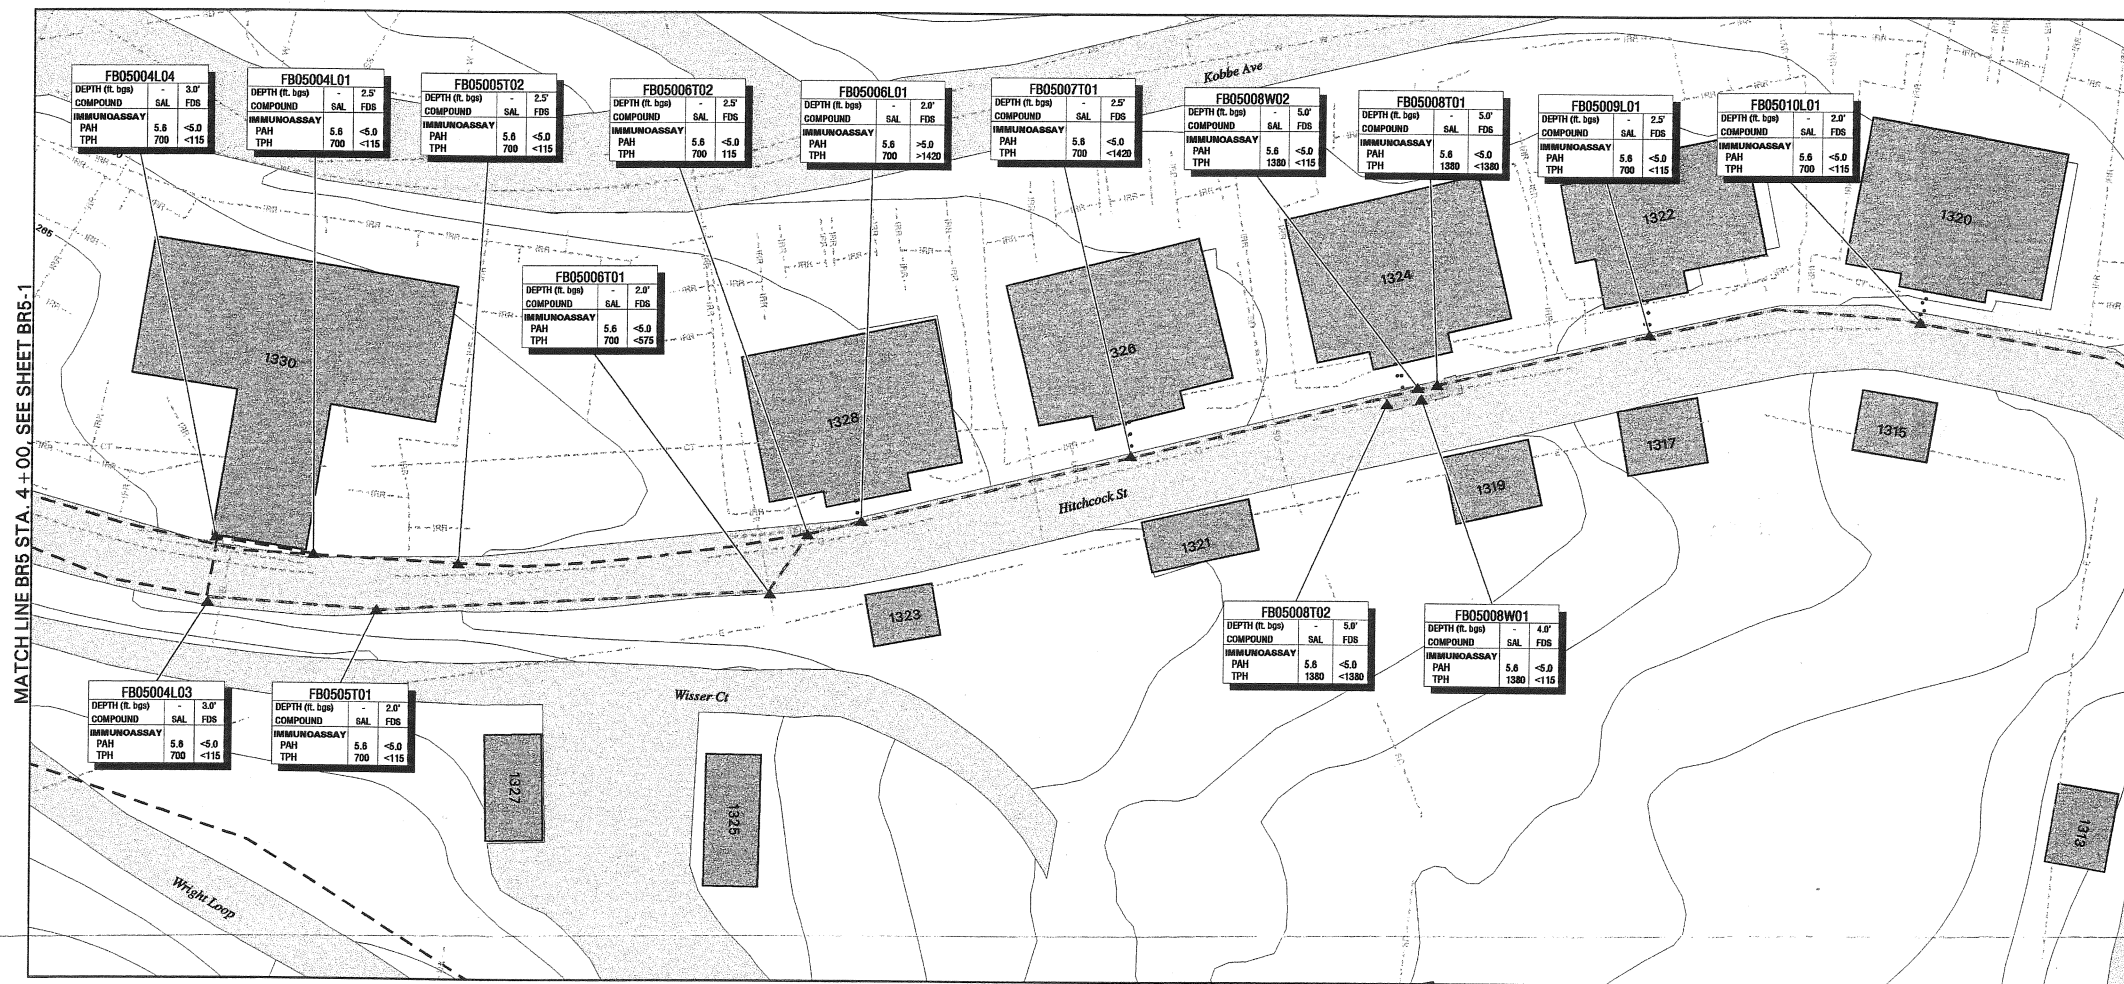 Kobbe Ave
FB05004L04
DEPTH (ft. bgs) - 3.0'
COMPOUND SAL FDS
IMMUNOASSAY
PAH 5.6 <5.0
TPH 700 <115
FB05004L01
DEPTH (ft. bgs) - 2.5'
COMPOUND SAL FDS
IMMUNOASSAY
PAH 5.6 <5.0
TPH 700 <115
FB05005T02
DEPTH (ft. bgs) - 2.5'
COMPOUND SAL FDS
IMMUNOASSAY
PAH 5.6 <5.0
TPH 700 <115
FB05006T02
DEPTH (ft. bgs) - 2.5'
COMPOUND SAL FDS
IMMUNOASSAY
PAH 5.6 <5.0
TPH 700 115
FB05006L01
DEPTH (ft. bgs) - 2.0'
COMPOUND SAL FDS
IMMUNOASSAY
PAH 5.6 >5.0
TPH 700 >1420
FB05007T01
DEPTH (ft. bgs) - 2.5'
COMPOUND SAL FDS
IMMUNOASSAY
PAH 5.6 <5.0
TPH 700 <1420
FB05008W02
DEPTH (ft. bgs) - 5.0'
COMPOUND SAL FDS
IMMUNOASSAY
PAH 5.6 <5.0
TPH 1380 <115
FB05008T01
DEPTH (ft. bgs) - 5.0'
COMPOUND SAL FDS
IMMUNOASSAY
PAH 5.6 <5.0
TPH 1380 <1380
FB05009L01
DEPTH (ft. bgs) - 2.5'
COMPOUND SAL FDS
IMMUNOASSAY
PAH 5.6 <5.0
TPH 700 <115
FB05010L01
DEPTH (ft. bgs) - 2.0'
COMPOUND SAL FDS
IMMUNOASSAY
PAH 5.6 <5.0
TPH 700 <115
1322
1320
265
FB05006T01
DEPTH (ft. bgs) - 2.0'
COMPOUND SAL FDS
IMMUNOASSAY
PAH 5.6 <5.0
TPH 700 <575
1324
1330
326
1328
MATCH LINE BR5 STA. 4+00, SEE SHEET BR5-1
Hitchcock St
1315
1317
1319
1321
1323
FB05008T02
DEPTH (ft. bgs) - 5.0'
COMPOUND SAL FDS
IMMUNOASSAY
PAH 5.6 <5.0
TPH 1380 <1380
FB05008W01
DEPTH (ft. bgs) - 4.0'
COMPOUND SAL FDS
IMMUNOASSAY
PAH 5.6 <5.0
TPH 1380 <115
Wisser Ct
FB05004L03
DEPTH (ft. bgs) - 3.0'
COMPOUND SAL FDS
IMMUNOASSAY
PAH 5.6 <5.0
TPH 700 <115
FB0505T01
DEPTH (ft. bgs) - 2.0'
COMPOUND SAL FDS
IMMUNOASSAY
PAH 5.6 <5.0
TPH 700 <115
1327
1325
1313
Wright Loop